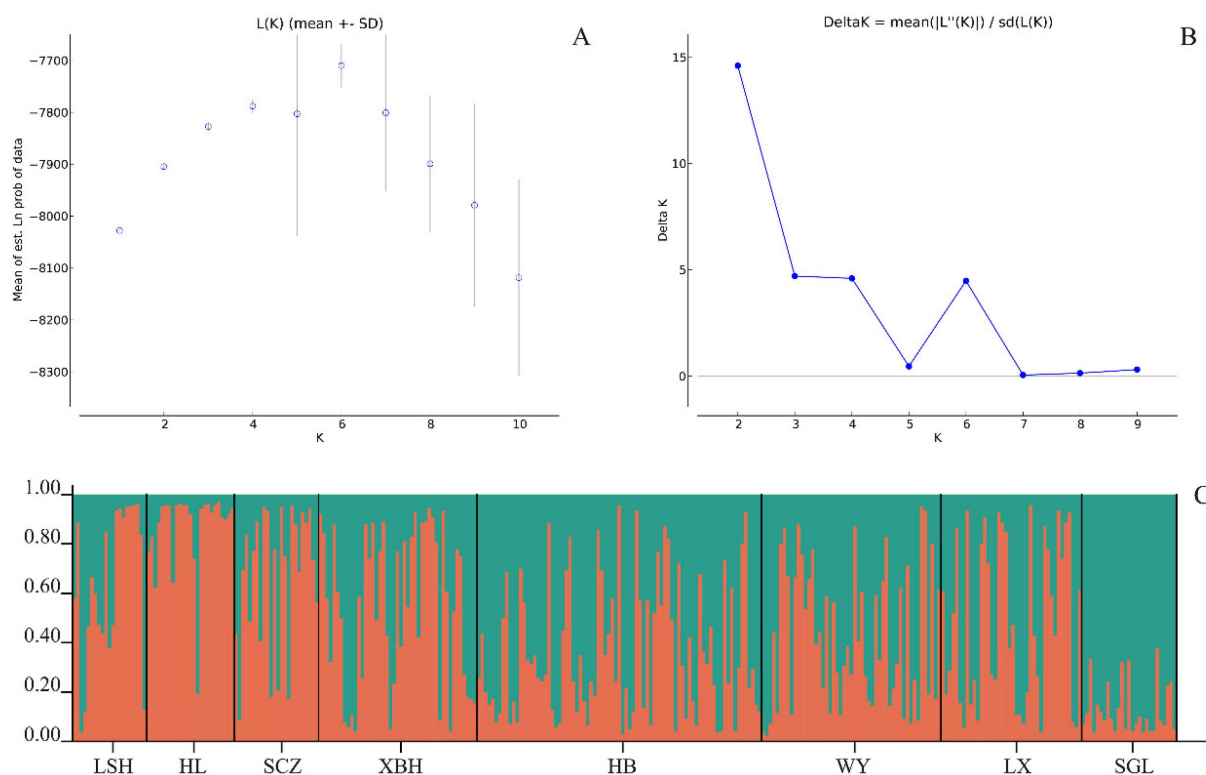 L(K) (mean +- SD)
A
−7700
−7800
−7900
−8000
−8100
−8200
−8300
Mean of est. Ln prob of data
2 4 6 8 10
K
DeltaK = mean(|L''(K)|) / sd(L(K))
B
15
10
5
0
Delta K
2 3 4 5 6 7 8 9
K
C
1.00
0.80
0.60
0.40
0.20
0.00
LSH HL SCZ XBH HB WY LX SGL